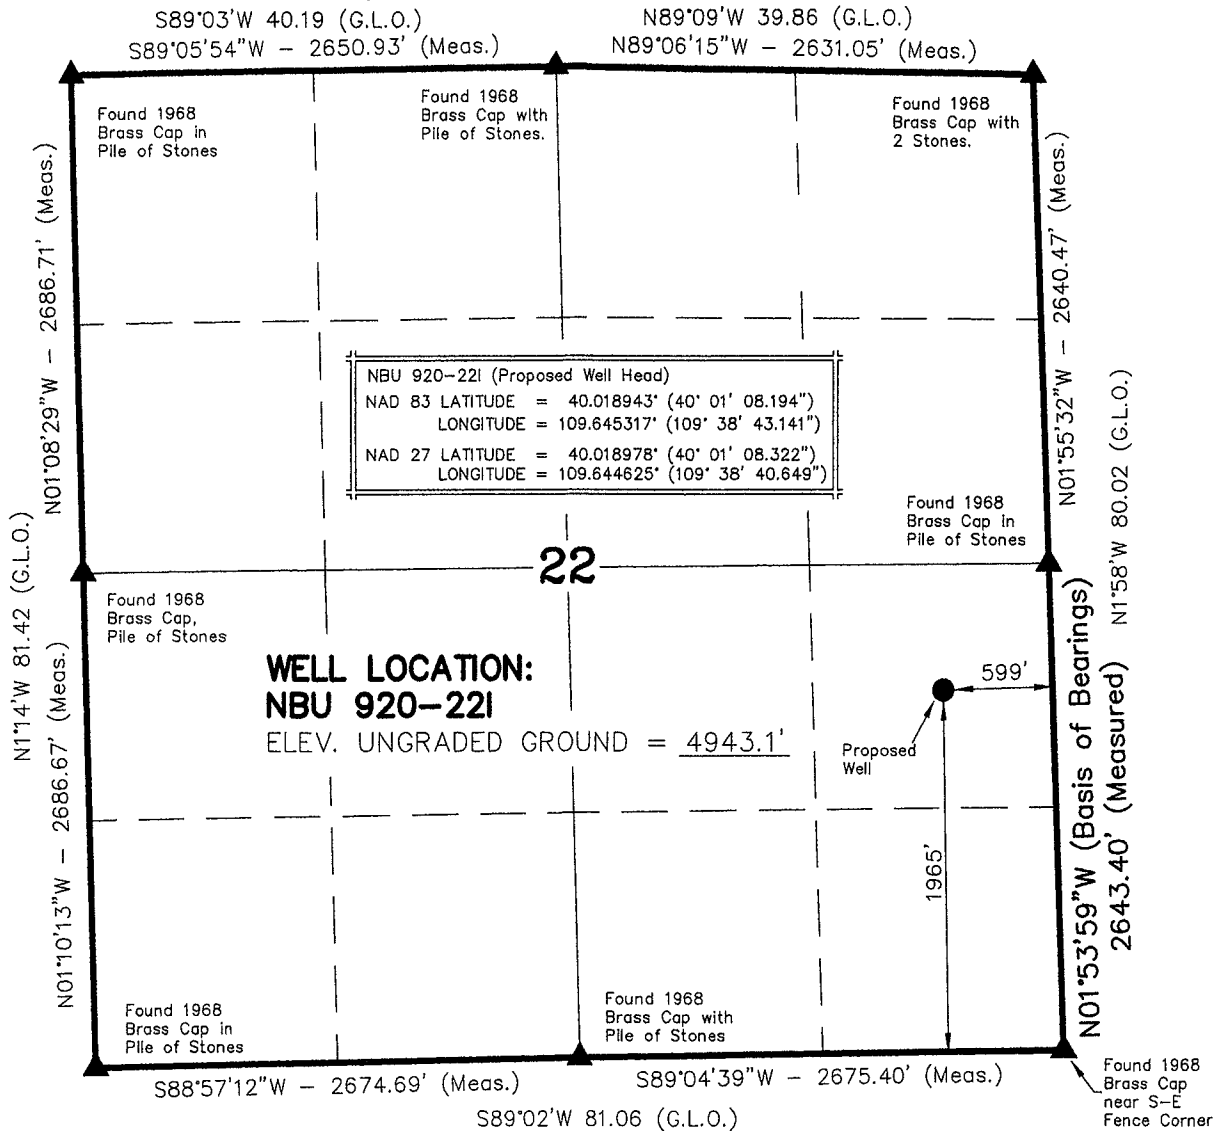 S89°03'W 40.19 (G.L.O.)
S89°05'54"W - 2650.93' (Meas.)
N89°09'W 39.86 (G.L.O.)
N89°06'15"W - 2631.05' (Meas.)
Found 1968
Brass Cap in
Pile of Stones
Found 1968
Brass Cap with
Pile of Stones.
Found 1968
Brass Cap with
2 Stones.
N01°08'29"W - 2686.71' (Meas.)
N01°55'32"W - 2640.47' (Meas.)
NBU 920-22I (Proposed Well Head)
NAD 83 LATITUDE = 40.018943° (40° 01' 08.194")
LONGITUDE = 109.645317° (109° 38' 43.141")
NAD 27 LATITUDE = 40.018978° (40° 01' 08.322")
LONGITUDE = 109.644625° (109° 38' 40.649")
N1°58'W 80.02 (G.L.O.)
Found 1968
Brass Cap in
Pile of Stones
N1°14'W 81.42 (G.L.O.)
22
Found 1968
Brass Cap,
Pile of Stones
WELL LOCATION:
NBU 920-22I
ELEV. UNGRADED GROUND = 4943.1'
599'
Proposed
Well
1965'
N01°10'13"W - 2686.67' (Meas.)
N01°53'59"W (Basis of Bearings)
2643.40' (Measured)
Found 1968
Brass Cap in
Pile of Stones
Found 1968
Brass Cap with
Pile of Stones
S88°57'12"W - 2674.69' (Meas.)
S89°04'39"W - 2675.40' (Meas.)
S89°02'W 81.06 (G.L.O.)
Found 1968
Brass Cap
near S-E
Fence Corner